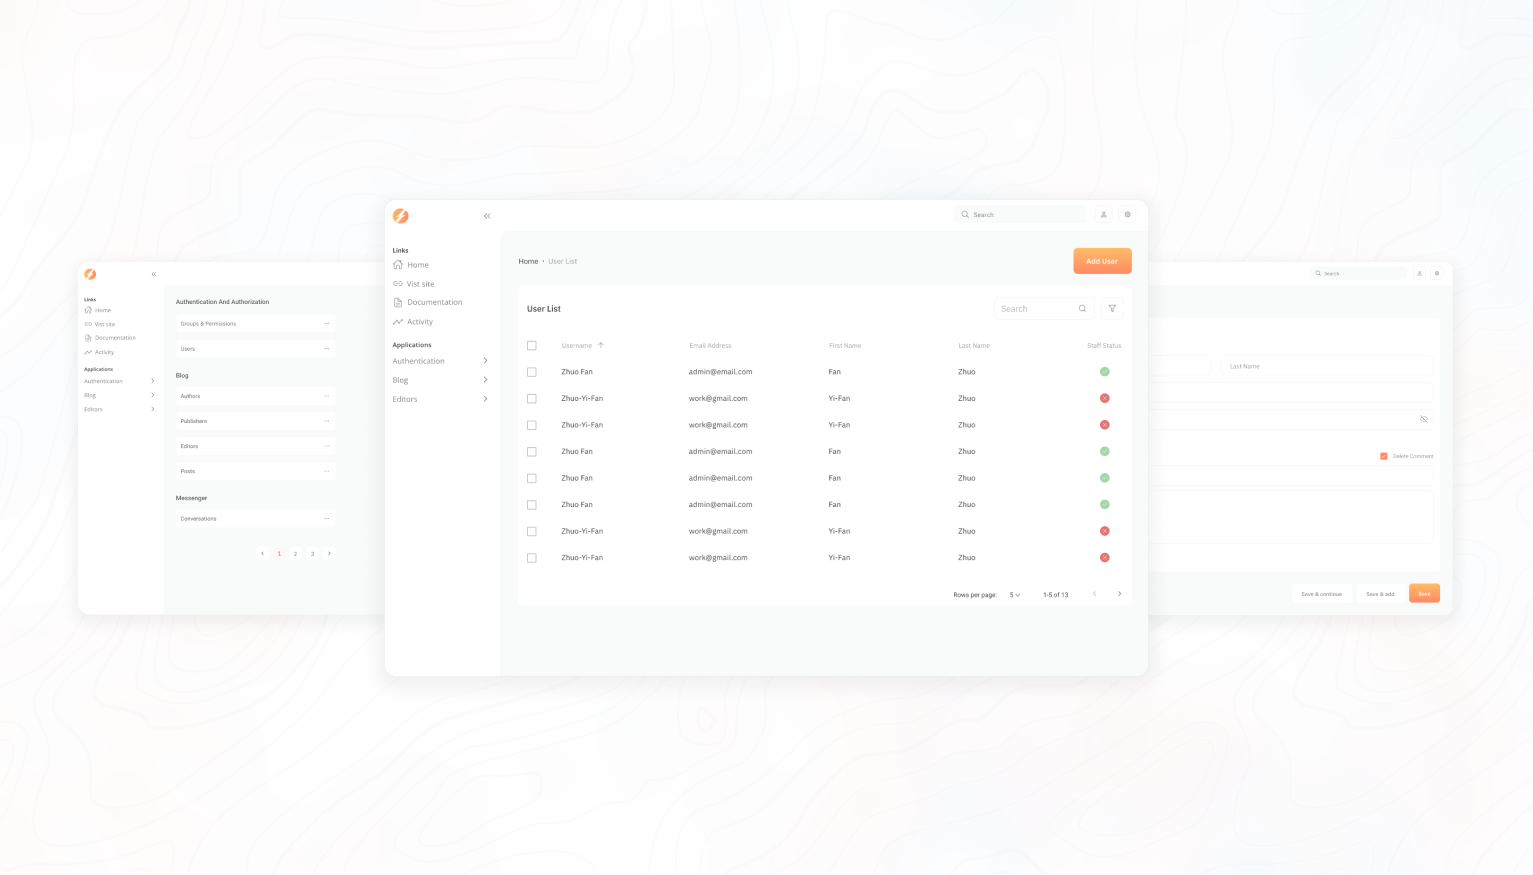 Links
Home
Vist site
Documentation
Activity
Applications
Authentication
Blog
Editors
Authentication And Authorization
Groups & Permissions
Users
Blog
Authors
Publishers
Editors
Posts
Messenger
Conversations
1 2 3
Search
Links
Home
Vist site
Documentation
Activity
Applications
Authentication
Blog
Editors
Home • User List
Add User
User List
Search
Username Email Address First Name Last Name Staff Status
Zhuo Fan admin@email.com Fan Zhuo
Zhuo-Yi-Fan work@gmail.com Yi-Fan Zhuo
Zhuo-Yi-Fan work@gmail.com Yi-Fan Zhuo
Zhuo Fan admin@email.com Fan Zhuo
Zhuo Fan admin@email.com Fan Zhuo
Zhuo Fan admin@email.com Fan Zhuo
Zhuo-Yi-Fan work@gmail.com Yi-Fan Zhuo
Zhuo-Yi-Fan work@gmail.com Yi-Fan Zhuo
Rows per page: 5 1-5 of 13
Search
Last Name
Delete Comment
Save & continue Save & add Save